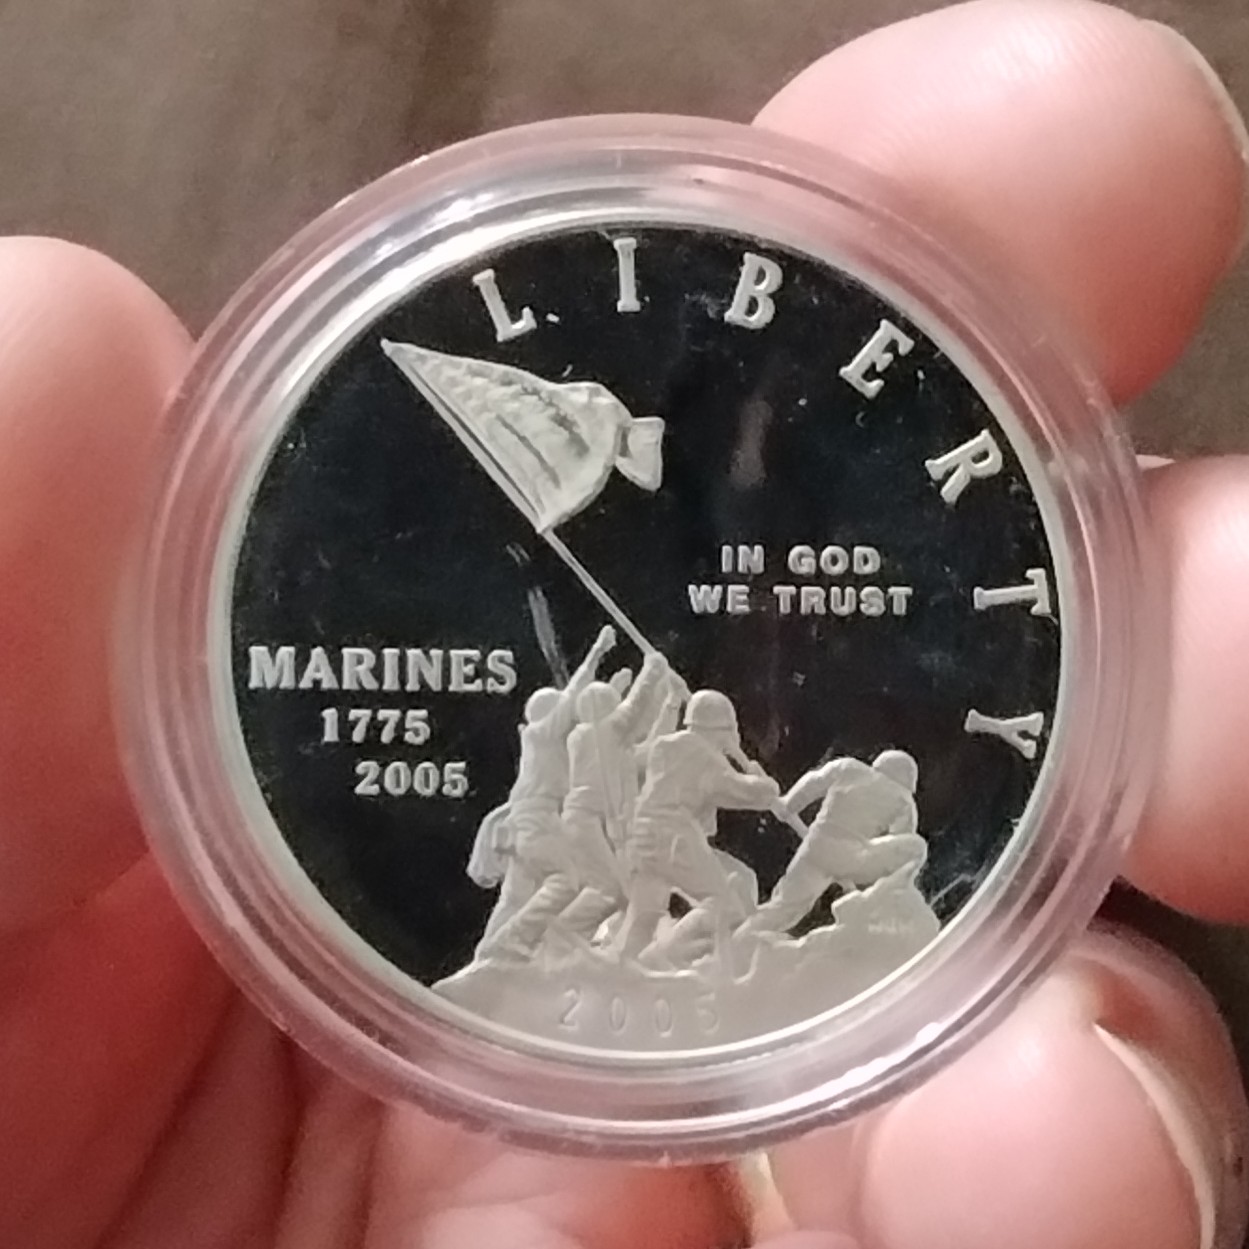 LIBERTY
IN GOD
WE TRUST
MARINES
1775
2005
2005